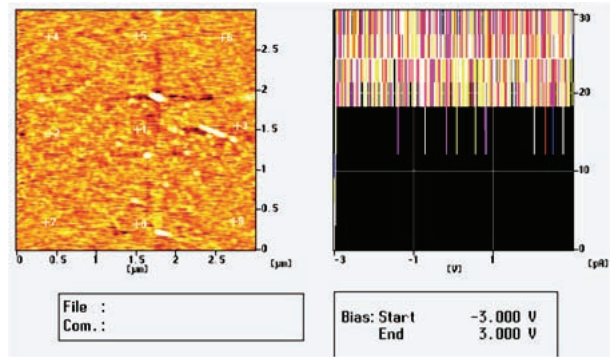 +4 +5 +6
+2 +1 +3
+7 +8 +9
3
2.5
2
1.5
1
0.5
0
0 0.5 1 1.5 2 2.5
[μm] [μm]
30
20
10
0
-3 -1 1
[V] [pA]
File :
Com.:
Bias: Start -3.000 V
End 3.000 V